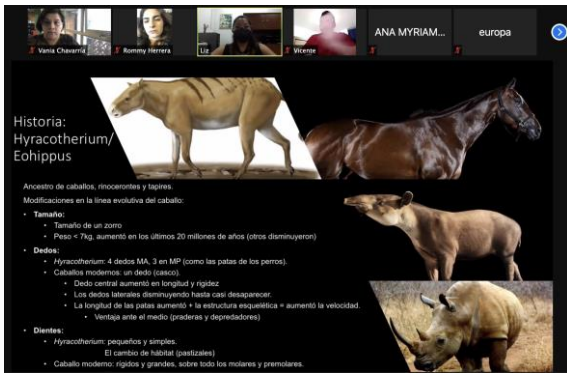 Vania Chavarría
Rommy Herrera
Liz
Vicente
ANA MYRIAM...
europa
Historia:
Hyracotherium/
Eohippus
Ancestro de caballos, rinocerontes y tapires.
Modificaciones en la línea evolutiva del caballo:
• Tamaño:
• Tamaño de un zorro
• Peso < 7kg, aumentó en los últimos 20 millones de años (otros disminuyeron)
• Dedos:
• Hyracotherium: 4 dedos MA, 3 en MP (como las patas de los perros).
• Caballos modernos: un dedo (casco).
• Dedo central aumentó en longitud y rigidez
• Los dedos laterales disminuyendo hasta casi desaparecer.
• La longitud de las patas aumentó + la estructura esquelética = aumentó la velocidad.
• Ventaja ante el medio (praderas y depredadores)
• Dientes:
• Hyracotherium: pequeños y simples.
El cambio de hábitat (pastizales)
• Caballo moderno: rígidos y grandes, sobre todo los molares y premolares.